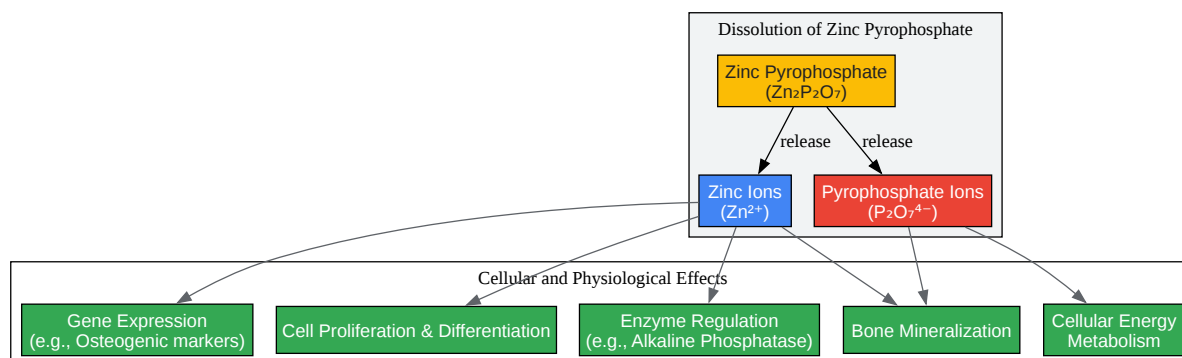 Dissolution of Zinc Pyrophosphate
Zinc Pyrophosphate
(Zn₂P₂O₇)
release
release
Zinc Ions
(Zn²⁺)
Pyrophosphate Ions
(P₂O₇⁴⁻)
Cellular and Physiological Effects
Gene Expression
(e.g., Osteogenic markers)
Cell Proliferation & Differentiation
Enzyme Regulation
(e.g., Alkaline Phosphatase)
Bone Mineralization
Cellular Energy
Metabolism